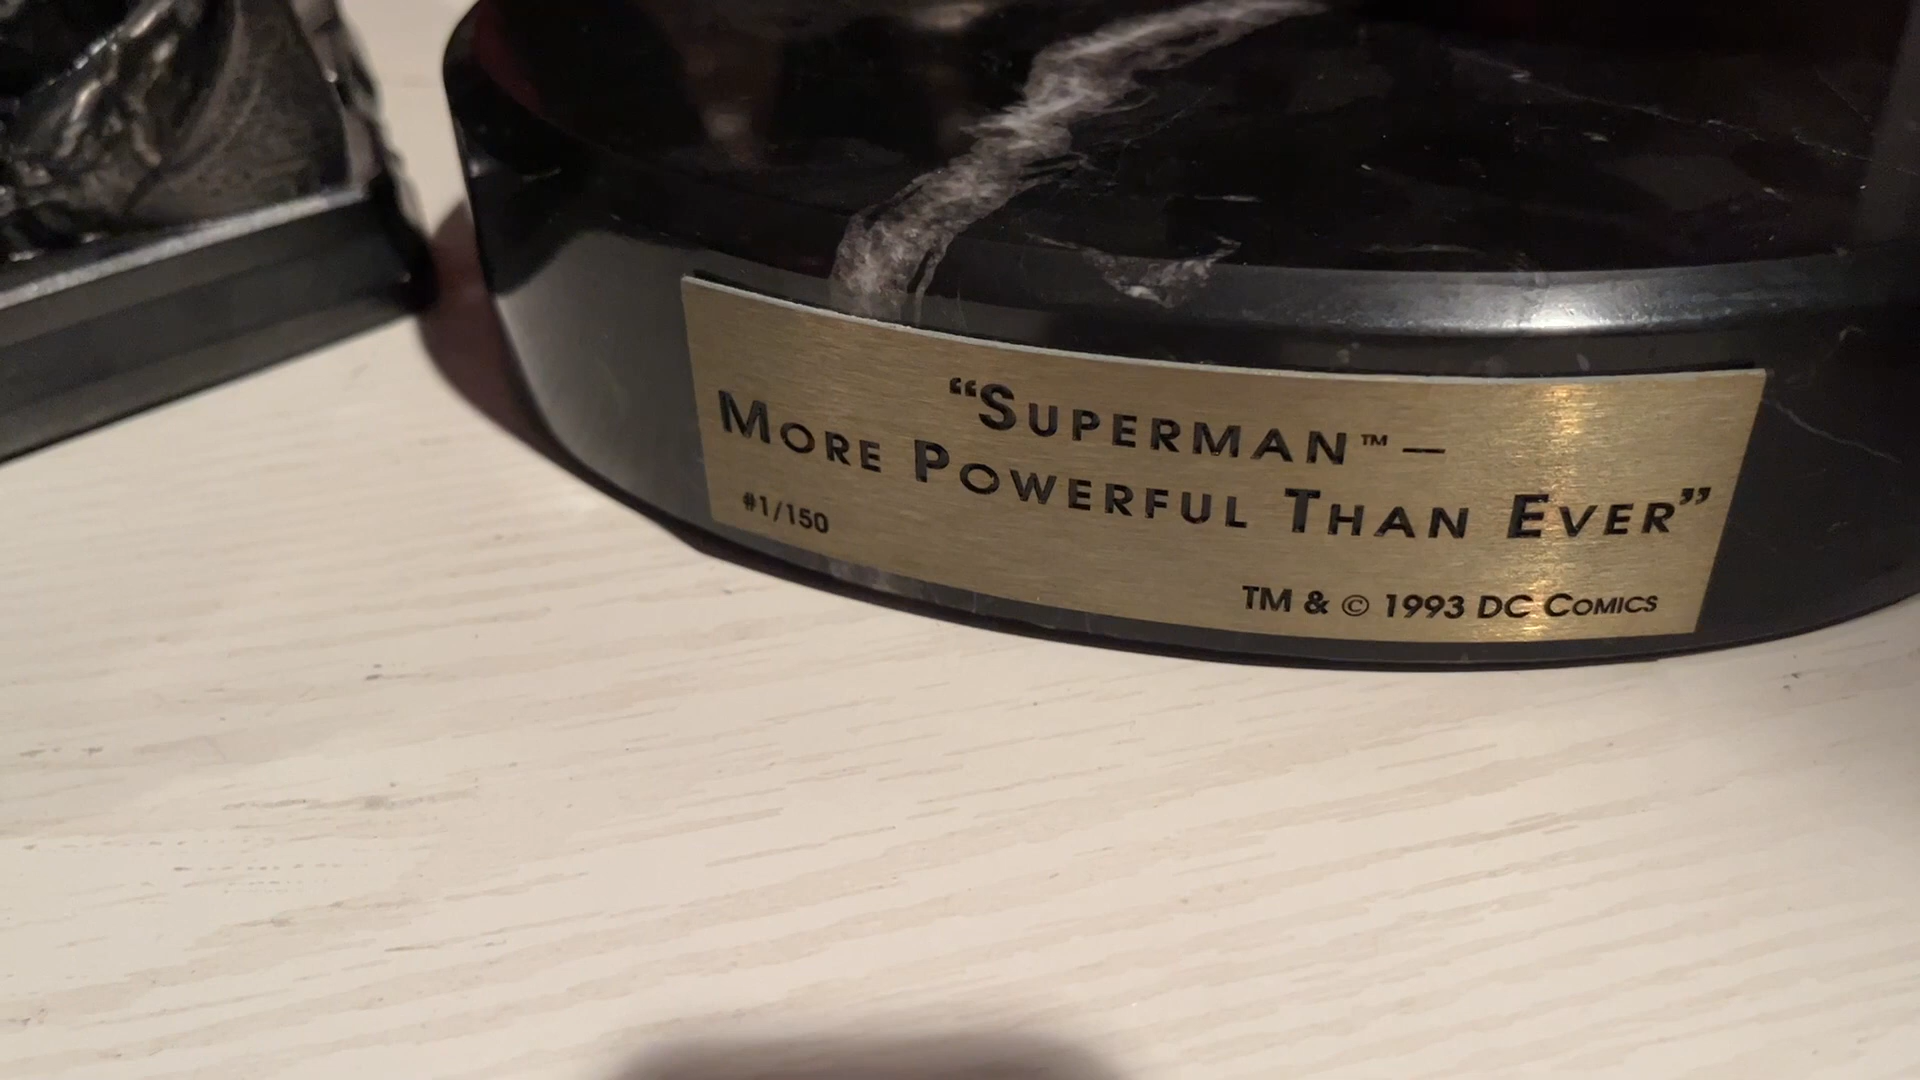 “SUPERMAN™ –
MORE POWERFUL THAN EVER”
#1/150
TM & © 1993 DC COMICS